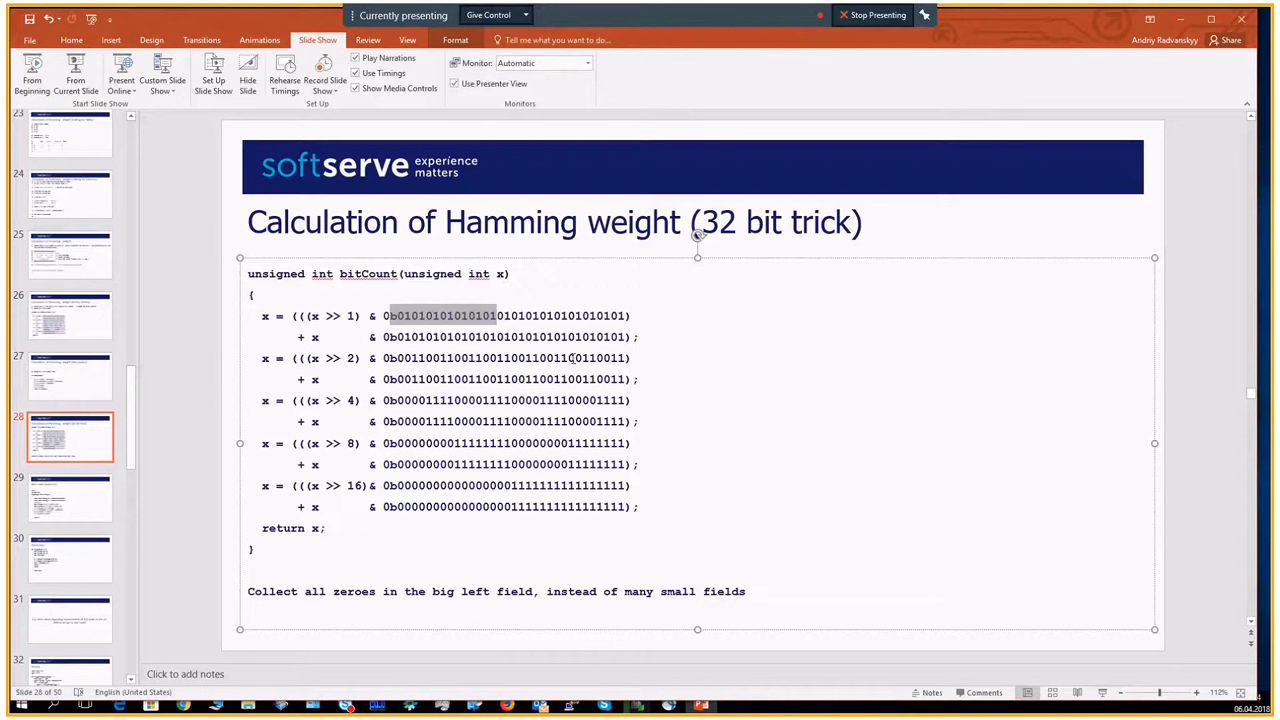 Currently presenting
Give Control
Stop Presenting
File
Home
Insert
Design
Transitions
Animations
Slide Show
Review
View
Format
Tell me what you want to do...
Andriy Radvanskyy
Share
From Beginning
From Current Slide
Present Online
Custom Slide Show
Set Up Slide Show
Hide Slide
Rehearse Timings
Record Slide Show
Play Narrations
Use Timings
Show Media Controls
Monitor:
Automatic
Use Presenter View
Start Slide Show
Set Up
Monitors
23
24
25
26
27
28
29
30
31
32
softserve experience matters
Calculation of Hemming weight (32 bit trick)
unsigned int bitCount(unsigned int x)
{
x = (((x >> 1) & 0b01010101010101010101010101010101)
+ x & 0b01010101010101010101010101010101);
x = (((x >> 2) & 0b00110011001100110011001100110011)
+ x & 0b00110011001100110011001100110011);
x = (((x >> 4) & 0b00001111000011110000111100001111)
+ x & 0b00001111000011110000111100001111);
x = (((x >> 8) & 0b00000000111111110000000011111111)
+ x & 0b00000000111111110000000011111111);
x = (((x >> 16)& 0b00000000000000001111111111111111)
+ x & 0b00000000000000001111111111111111);
return x;
}
Collect all zeroes in the big left field, instead of many small fields
Click to add notes
Slide 28 of 50
English (United States)
Notes
Comments
112%
06.04.2018